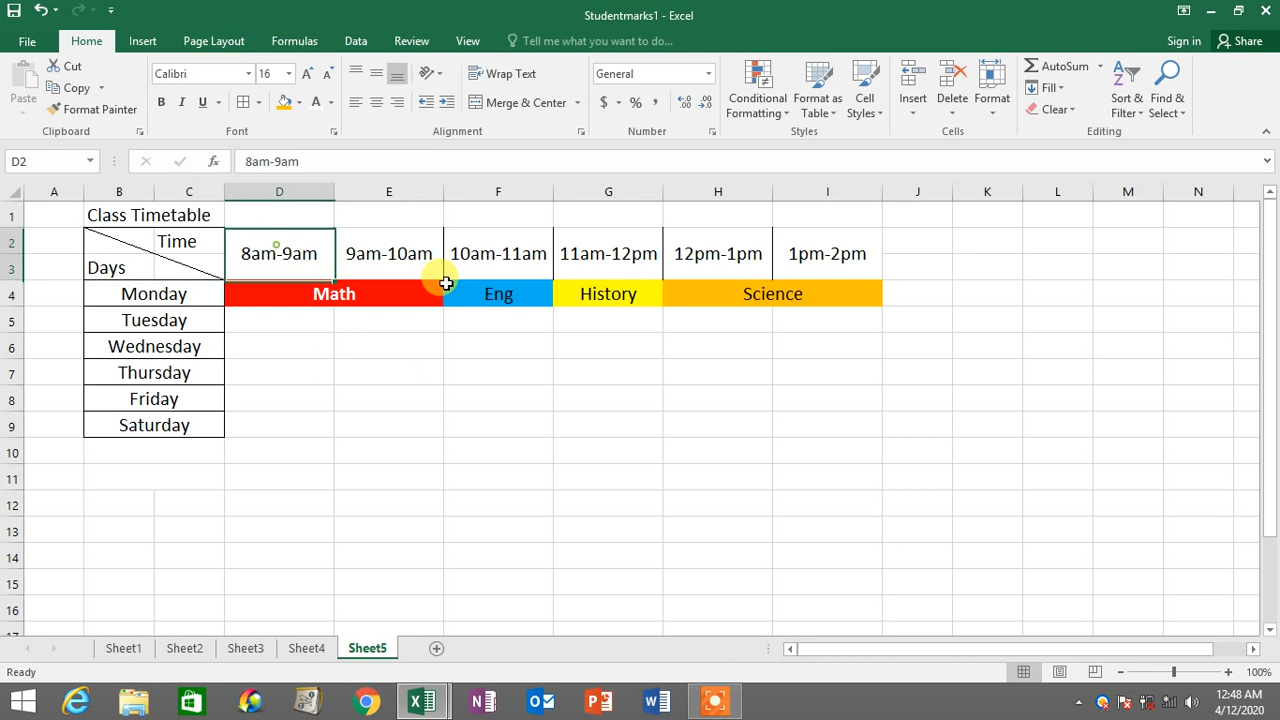 Studentmarks1 - Excel
File Home Insert Page Layout Formulas Data Review View Tell me what you want to do... Sign in Share
Paste Cut Copy Format Painter
Calibri 16 Wrap Text General
B I U A Merge & Center $ % ,
Conditional Formatting Format as Table Cell Styles Insert Delete Format
AutoSum Fill Clear Sort & Filter Find & Select
Clipboard Font Alignment Number Styles Cells Editing
D2 fx 8am-9am
A B C D E F G H I J K L M N
1 Class Timetable
2 Time 8am-9am 9am-10am 10am-11am 11am-12pm 12pm-1pm 1pm-2pm
3 Days
4 Monday Math Eng History Science
5 Tuesday
6 Wednesday
7 Thursday
8 Friday
9 Saturday
10
11
12
13
14
15
16
17
Sheet1 Sheet2 Sheet3 Sheet4 Sheet5
Ready 100%
12:48 AM
4/12/2020